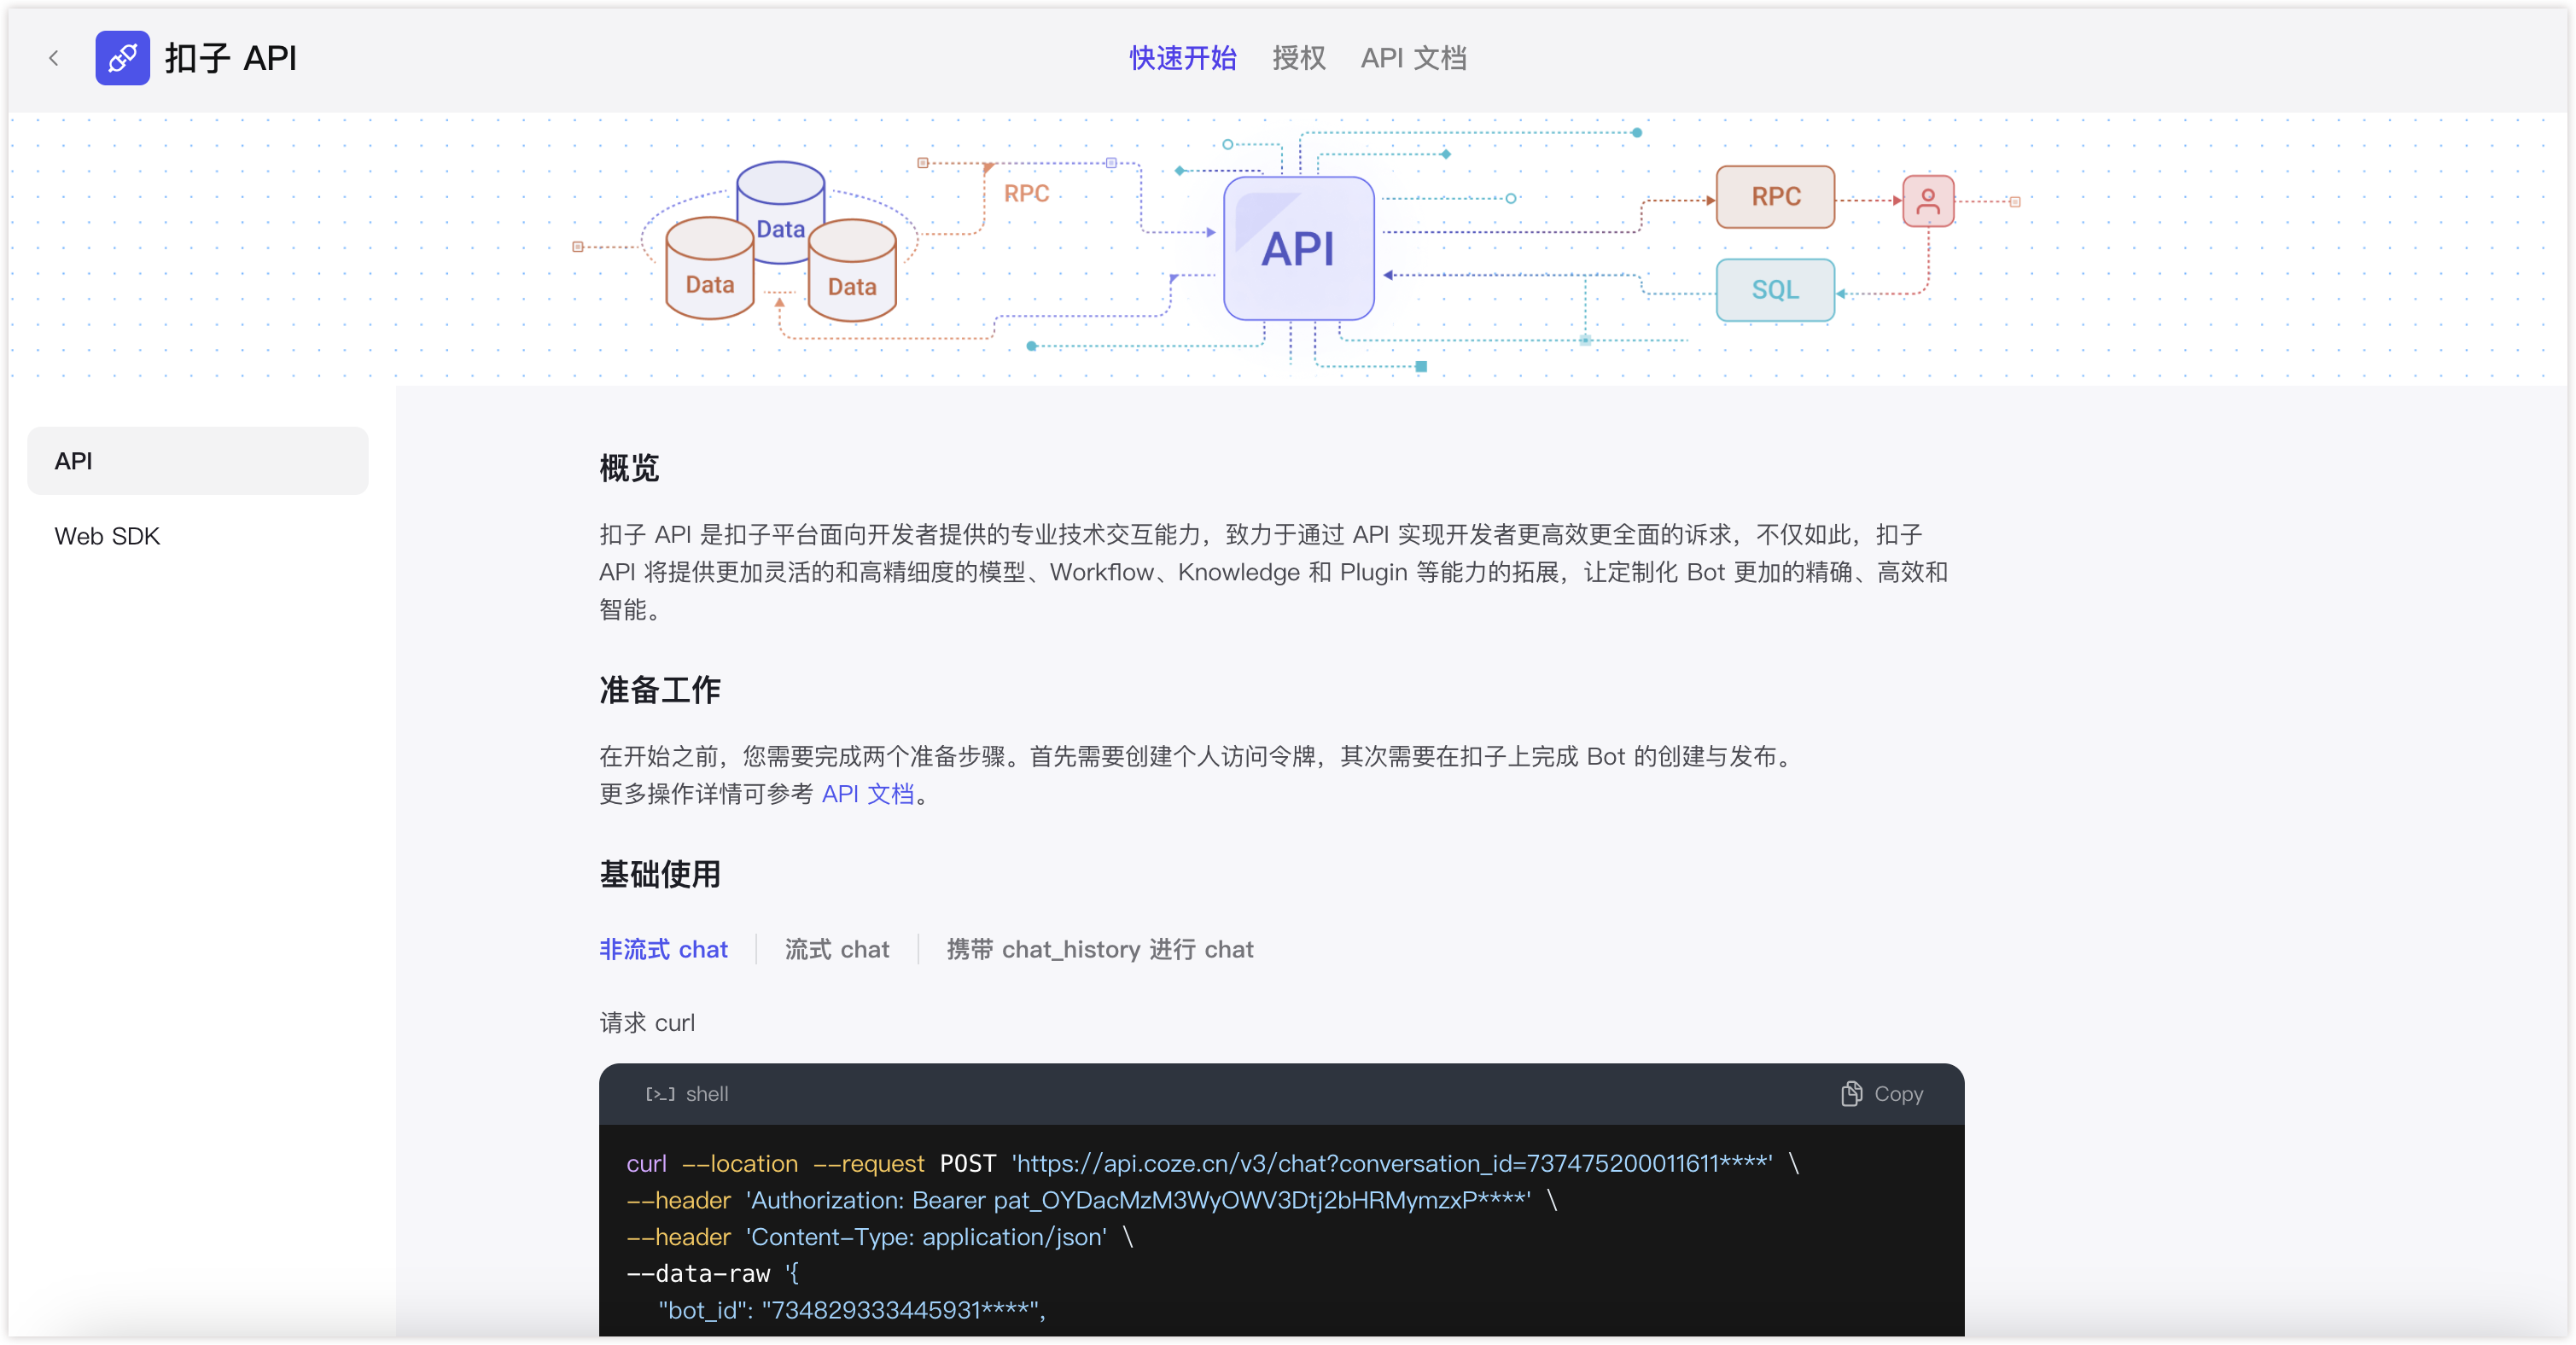 扣子 API
快速开始 授权 API 文档
Data
Data
Data
RPC
API
RPC
SQL
API
Web SDK
概览
扣子 API 是扣子平台面向开发者提供的专业技术交互能力，致力于通过 API 实现开发者更高效更全面的诉求，不仅如此，扣子
API 将提供更加灵活的和高精细度的模型、Workflow、Knowledge 和 Plugin 等能力的拓展，让定制化 Bot 更加的精确、高效和
智能。
准备工作
在开始之前，您需要完成两个准备步骤。首先需要创建个人访问令牌，其次需要在扣子上完成 Bot 的创建与发布。
更多操作详情可参考 API 文档。
基础使用
非流式 chat 流式 chat 携带 chat_history 进行 chat
请求 curl
[>_] shell Copy
curl --location --request POST 'https://api.coze.cn/v3/chat?conversation_id=737475200011611****' \
--header 'Authorization: Bearer pat_OYDacMzM3WyOWV3Dtj2bHRMymzxP****' \
--header 'Content-Type: application/json' \
--data-raw '{
"bot_id": "734829333445931****",